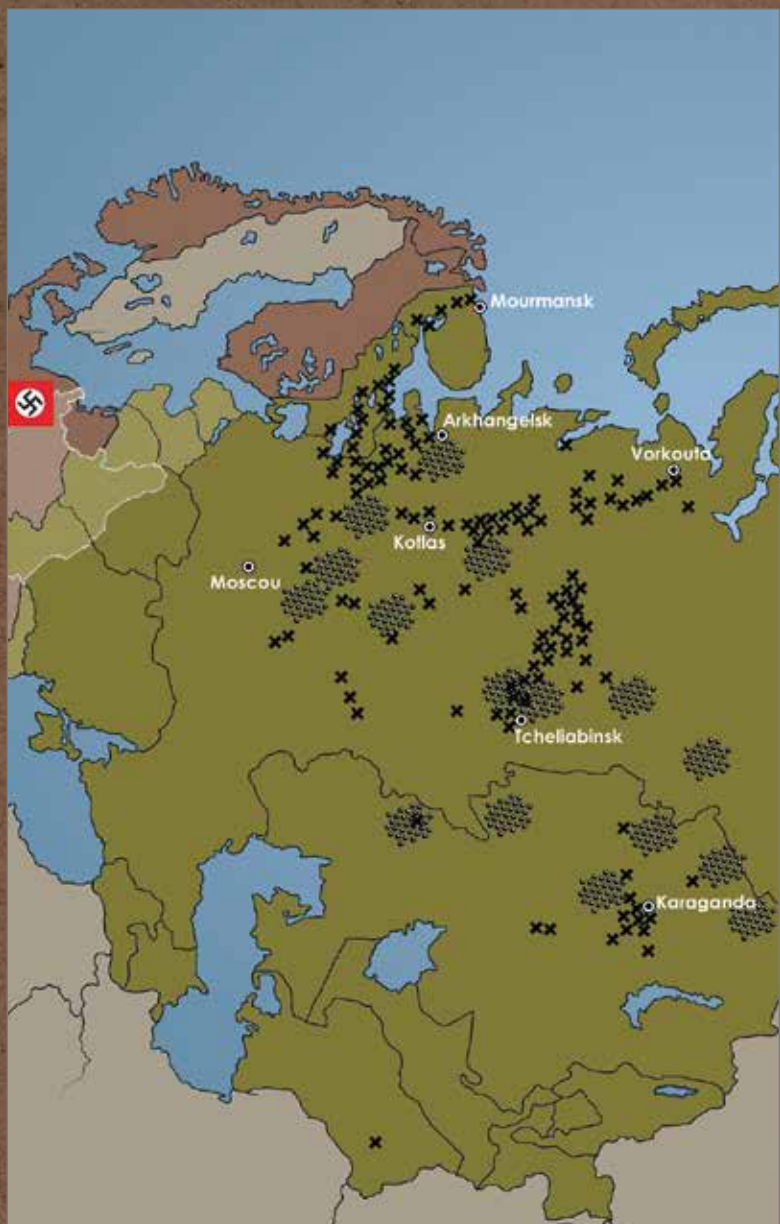 Mourmansk
Arkhangelsk
Vorkouta
Kotlas
Moscou
Tcheliabinsk
Karaganda